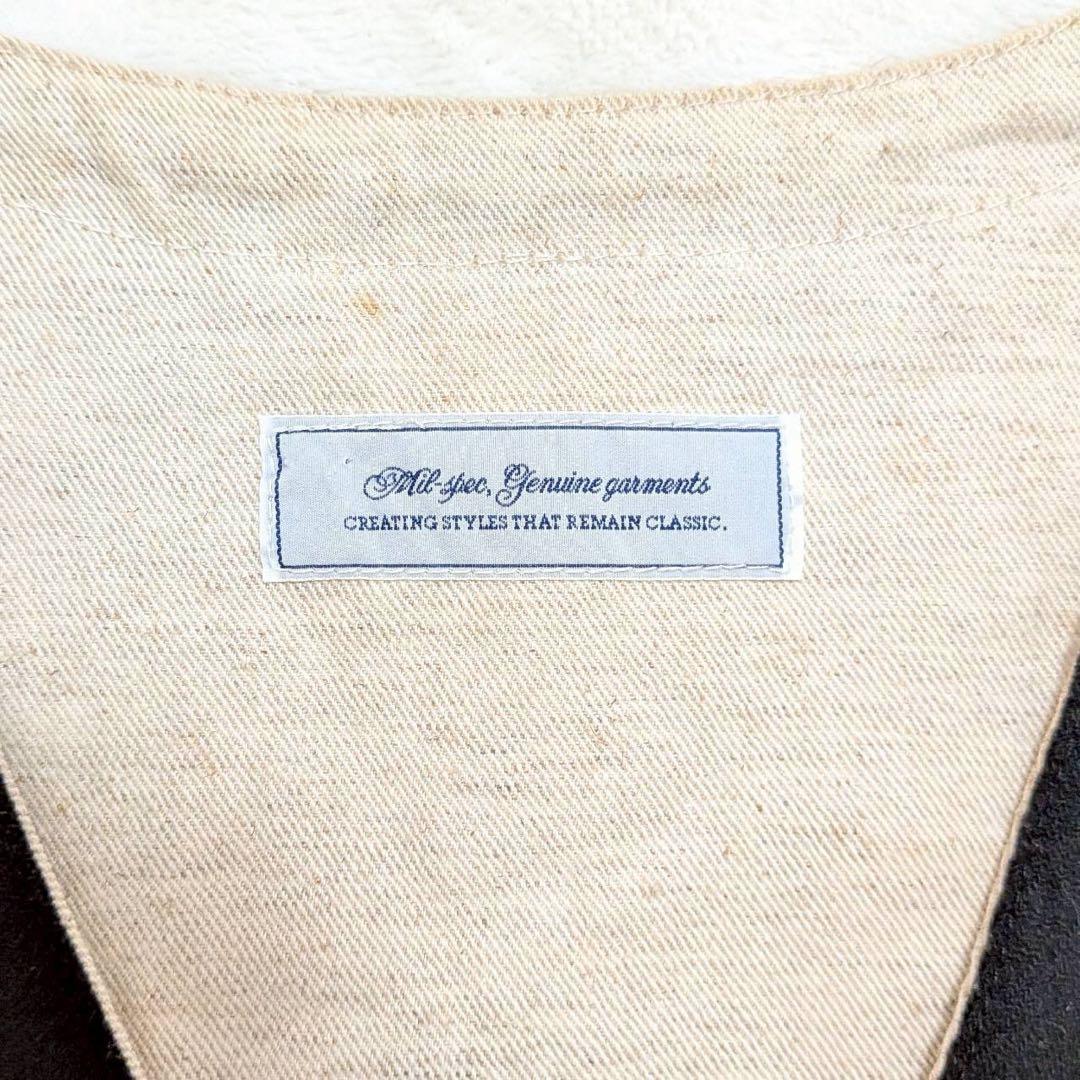 Mil-spec, Genuine garments
CREATING STYLES THAT REMAIN CLASSIC.